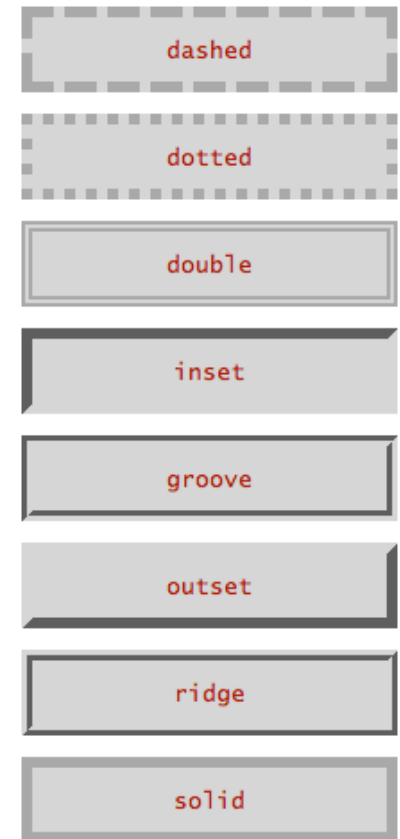 dashed
dotted
double
inset
groove
outset
ridge
solid